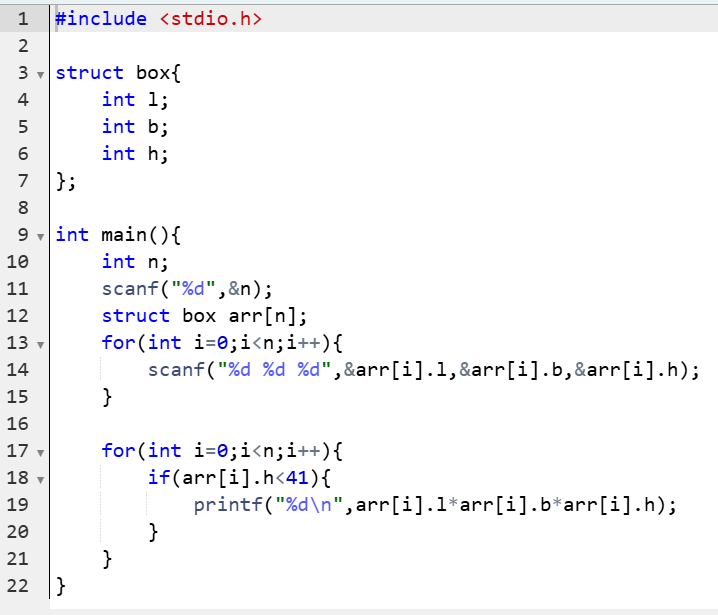 1 #include <stdio.h>
2
3 struct box{
4     int l;
5     int b;
6     int h;
7 };
8
9 int main(){
10     int n;
11     scanf("%d",&n);
12     struct box arr[n];
13     for(int i=0;i<n;i++){
14         scanf("%d %d %d",&arr[i].l,&arr[i].b,&arr[i].h);
15     }
16
17     for(int i=0;i<n;i++){
18         if(arr[i].h<41){
19             printf("%d\n",arr[i].l*arr[i].b*arr[i].h);
20         }
21     }
22 }